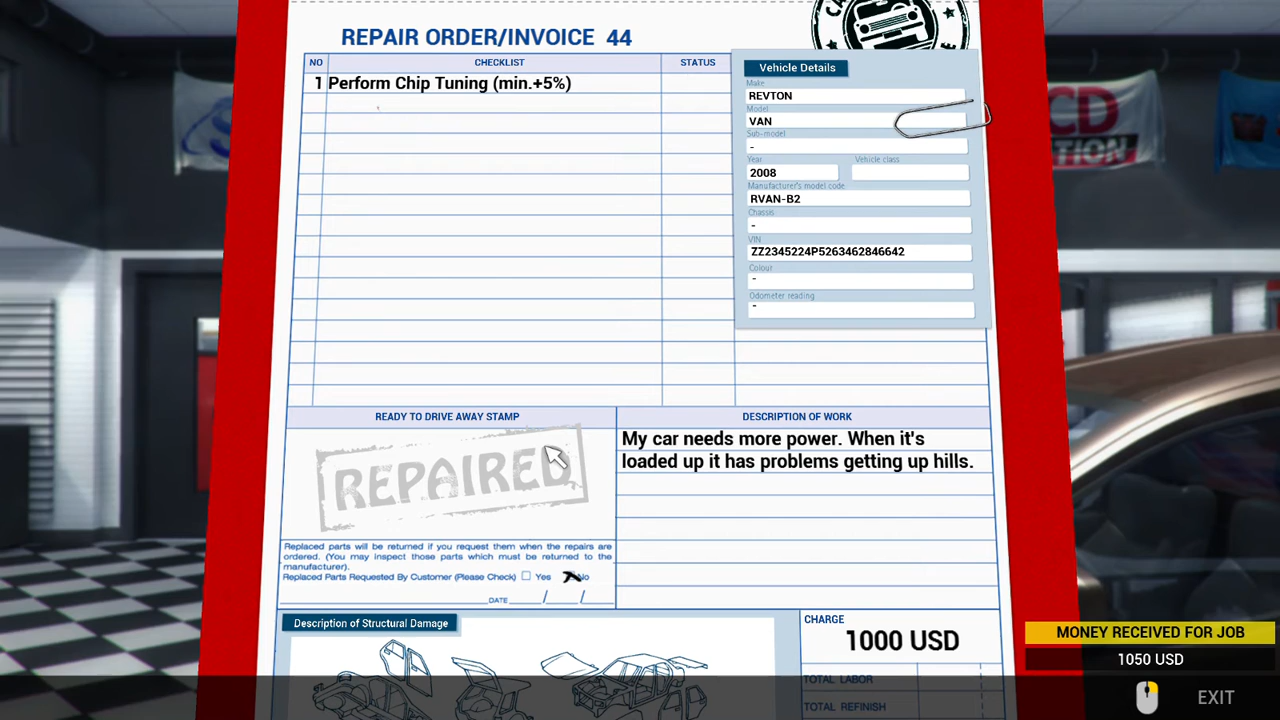 REPAIR ORDER/INVOICE 44
NO CHECKLIST STATUS
1 Perform Chip Tuning (min.+5%)
Vehicle Details
Make
REVTON
Model
VAN
Sub-model
-
Year Vehicle class
2008
Manufacturer's model code
RVAN-B2
Chassis
-
VIN
ZZ2345224P5263462846642
Colour
-
Odometer reading
-
CD
TION
READY TO DRIVE AWAY STAMP
REPAIRED
Replaced parts will be returned if you request them when the repairs are
ordered. (You may inspect those parts which must be returned to the
manufacturer).
Replaced Parts Requested By Customer (Please Check) Yes No
DATE / /
DESCRIPTION OF WORK
My car needs more power. When it's
loaded up it has problems getting up hills.
Description of Structural Damage
CHARGE
1000 USD
TOTAL LABOR
TOTAL REFINISH
MONEY RECEIVED FOR JOB
1050 USD
EXIT